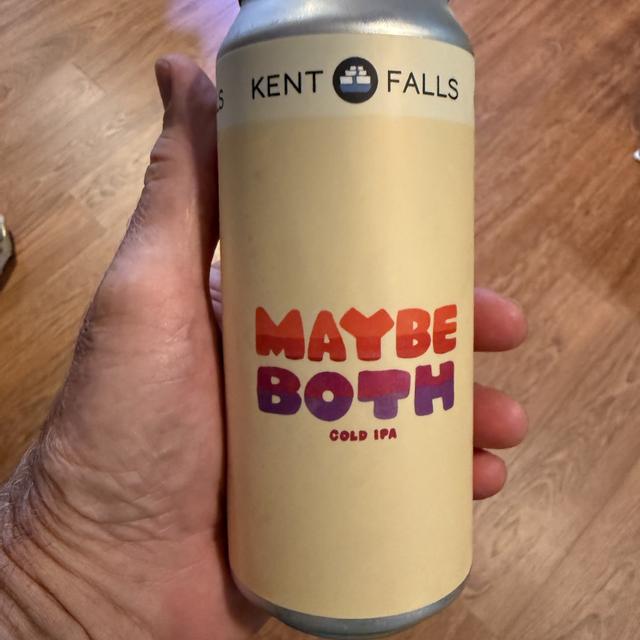 KENT FALLS
MAYBE
BOTH
COLD IPA